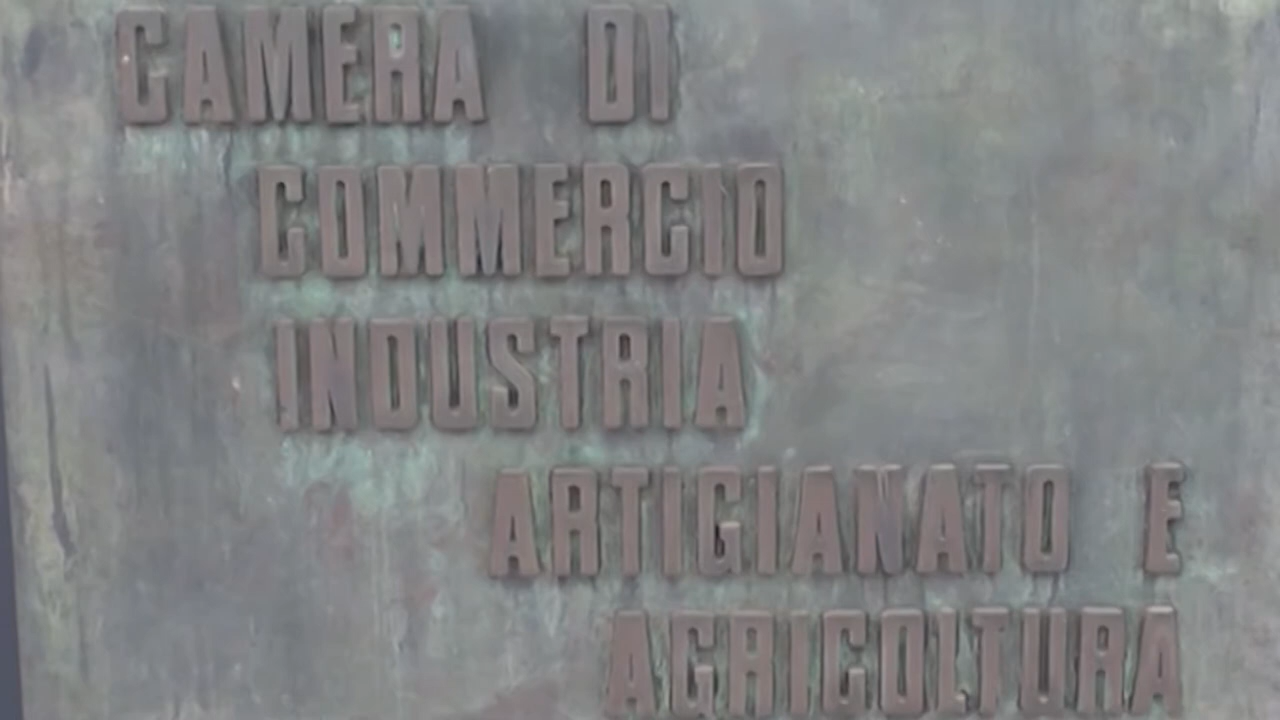 CAMERA DI
COMMERCIO
INDUSTRIA
ARTIGIANATO E
AGRICOLTURA